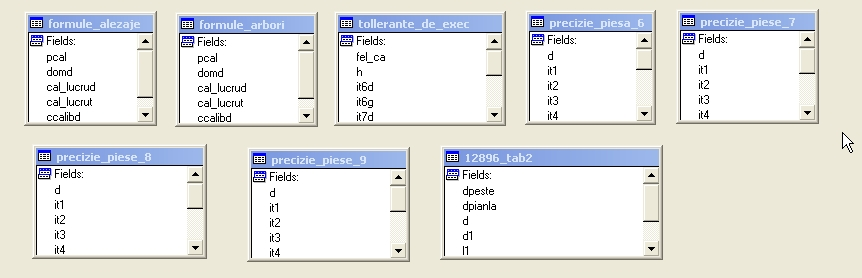 formule_alezaje
Fields:
pcal
domd
cal_lucrud
cal_lucrut
ccalibd
formule_arbori
Fields:
pcal
domd
cal_lucrud
cal_lucrut
ccalibd
tollerante_de_exec
Fields:
fel_ca
h
it6d
it6g
it7d
precizie_piesa_6
Fields:
d
it1
it2
it3
it4
precizie_piese_7
Fields:
d
it1
it2
it3
it4
precizie_piese_8
Fields:
d
it1
it2
it3
it4
precizie_piese_9
Fields:
d
it1
it2
it3
it4
12896_tab2
Fields:
dpeste
dpianla
d
d1
l1